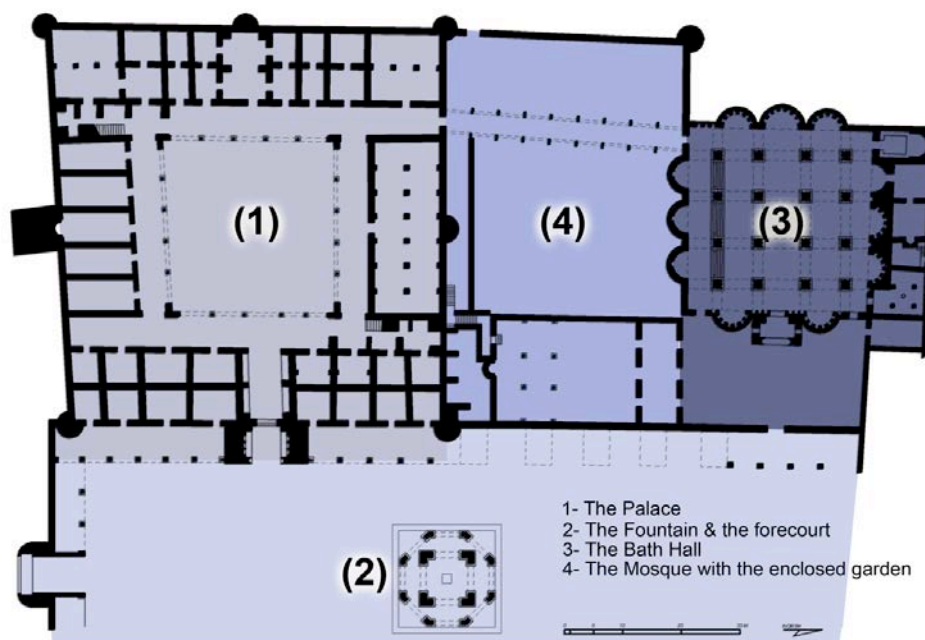 (1)
(4)
(3)
(2)
1- The Palace
2- The Fountain & the forecourt
3- The Bath Hall
4- The Mosque with the enclosed garden